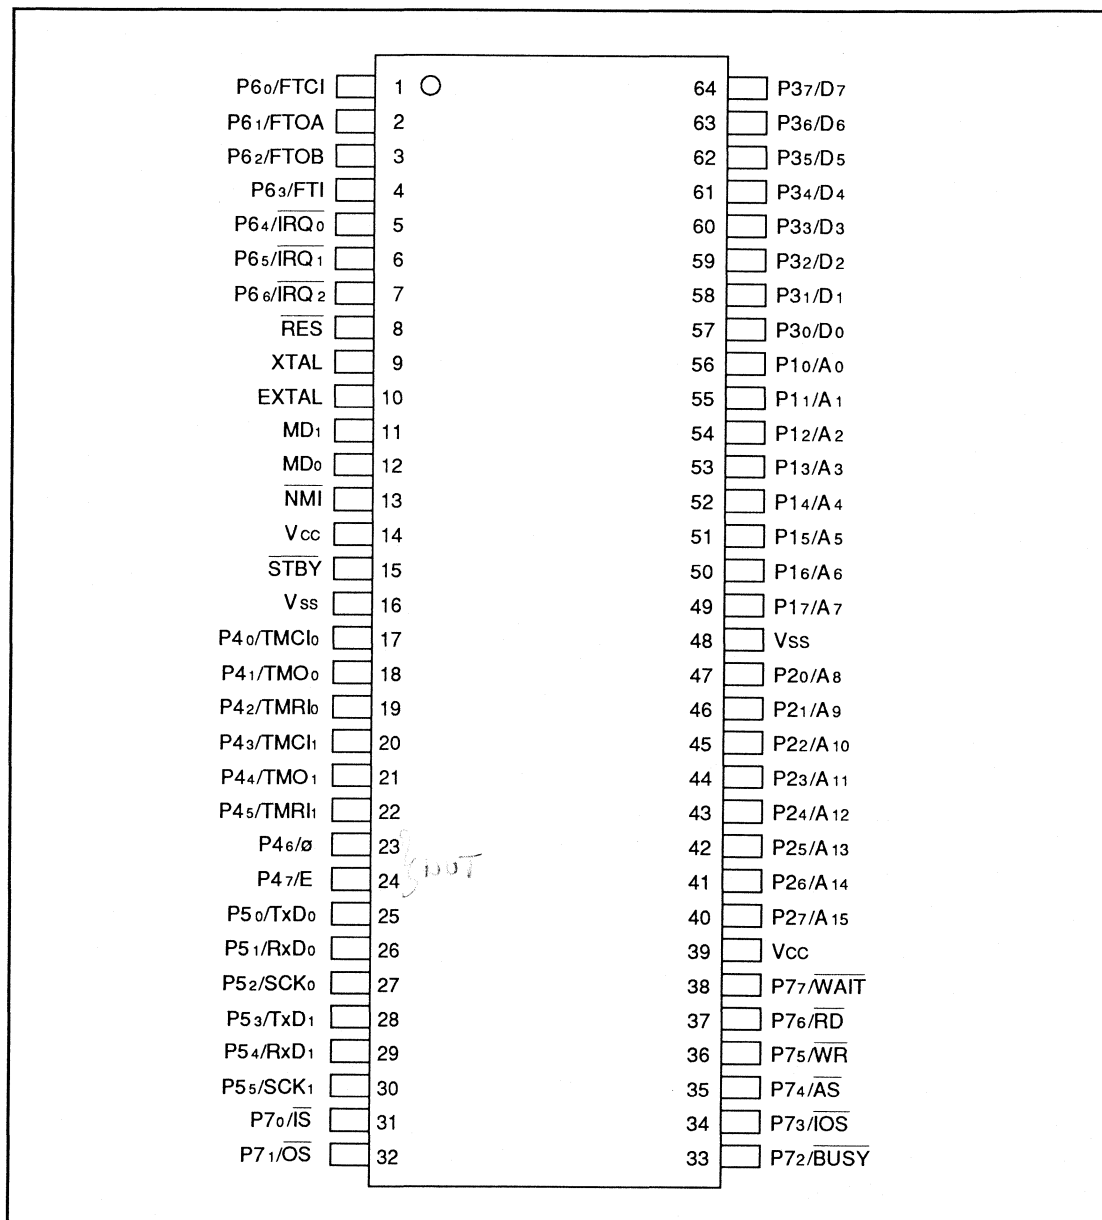 P60/FTCI 1 64 P37/D7
P61/FTOA 2 63 P36/D6
P62/FTOB 3 62 P35/D5
P63/FTI 4 61 P34/D4
P64/IRQ0 5 60 P33/D3
P65/IRQ1 6 59 P32/D2
P66/IRQ2 7 58 P31/D1
RES 8 57 P30/D0
XTAL 9 56 P10/A0
EXTAL 10 55 P11/A1
MD1 11 54 P12/A2
MD0 12 53 P13/A3
NMI 13 52 P14/A4
Vcc 14 51 P15/A5
STBY 15 50 P16/A6
Vss 16 49 P17/A7
P40/TMCI0 17 48 Vss
P41/TMO0 18 47 P20/A8
P42/TMRI0 19 46 P21/A9
P43/TMCI1 20 45 P22/A10
P44/TMO1 21 44 P23/A11
P45/TMRI1 22 43 P24/A12
P46/ø 23 42 P25/A13
P47/E 24 41 P26/A14
P50/TxD0 25 40 P27/A15
P51/RxD0 26 39 Vcc
P52/SCK0 27 38 P77/WAIT
P53/TxD1 28 37 P76/RD
P54/RxD1 29 36 P75/WR
P55/SCK1 30 35 P74/AS
P70/IS 31 34 P73/IOS
P71/OS 32 33 P72/BUSY